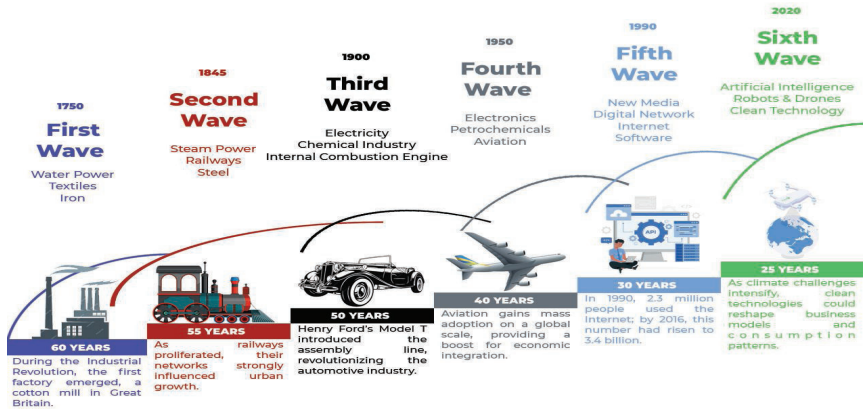 1750
First
Wave
Water Power
Textiles
Iron
60 YEARS
During the Industrial
Revolution, the first
factory emerged, a
cotton mill in Great
Britain.
1845
Second
Wave
Steam Power
Railways
Steel
55 YEARS
As railways
proliferated, their
networks strongly
influenced urban
growth.
1900
Third
Wave
Electricity
Chemical Industry
Internal Combustion Engine
50 YEARS
Henry Ford's Model T
introduced the
assembly line,
revolutionizing the
automotive industry.
1950
Fourth
Wave
Electronics
Petrochemicals
Aviation
40 YEARS
Aviation gains mass
adoption on a global
scale, providing a
boost for economic
integration.
1990
Fifth
Wave
New Media
Digital Network
Internet
Software
API
30 YEARS
In 1990, 2.3 million
people used the
Internet; by 2016, this
number had risen to
3.4 billion.
2020
Sixth
Wave
Artificial Intelligence
Robots & Drones
Clean Technology
25 YEARS
As climate challenges
intensify, clean
technologies could
reshape business
models and
consumption
patterns.